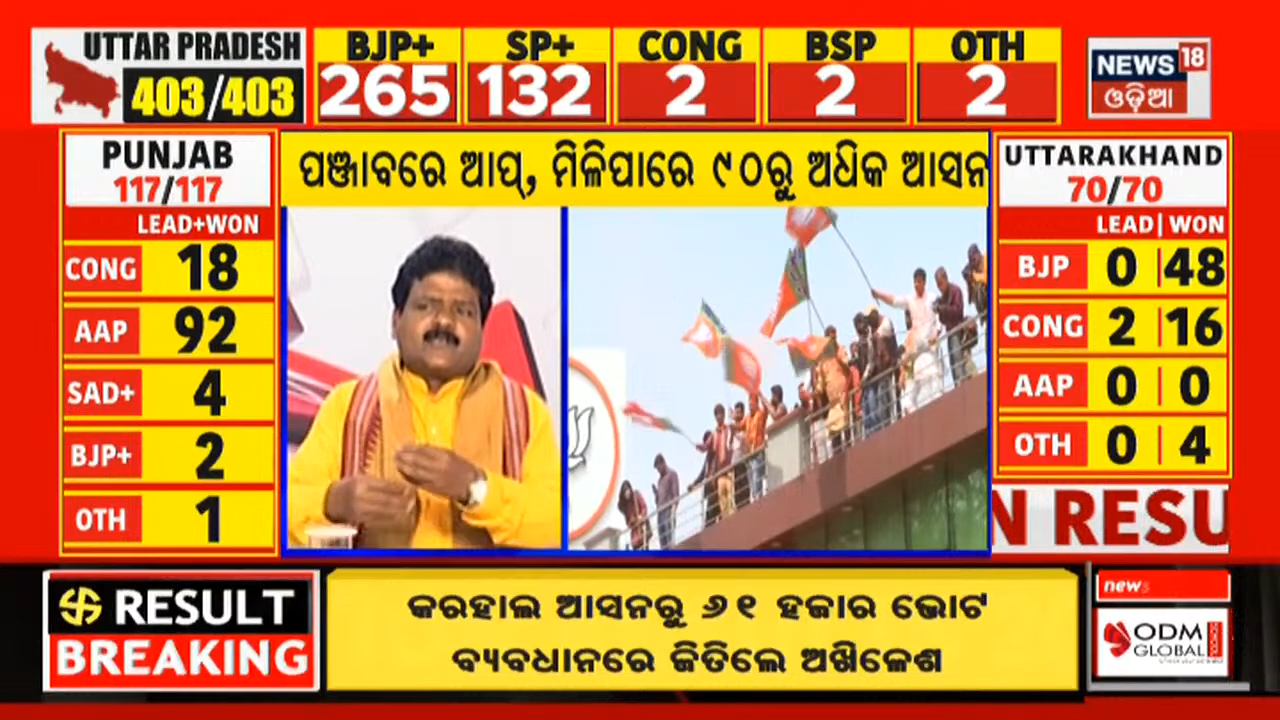 UTTAR PRADESH
403/403
BJP+ SP+ CONG BSP OTH
265 132 2 2 2
NEWS 18
ଓଡ଼ିଆ
PUNJAB
117/117
LEAD+WON
CONG 18
AAP 92
SAD+ 4
BJP+ 2
OTH 1
ପଞ୍ଜାବରେ ଆପ୍, ମିଳିପାରେ ୯୦ରୁ ଅଧିକ ଆସନ
UTTARAKHAND
70/70
LEAD | WON
BJP 0 | 48
CONG 2 | 16
AAP 0 | 0
OTH 0 | 4
N RESU
RESULT
BREAKING
କରହାଲ ଆସନରୁ ୬୧ ହଜାର ଭୋଟ
ବ୍ୟବଧାନରେ ଜିତିଲେ ଅଖିଳେଶ
news
ODM
GLOBAL